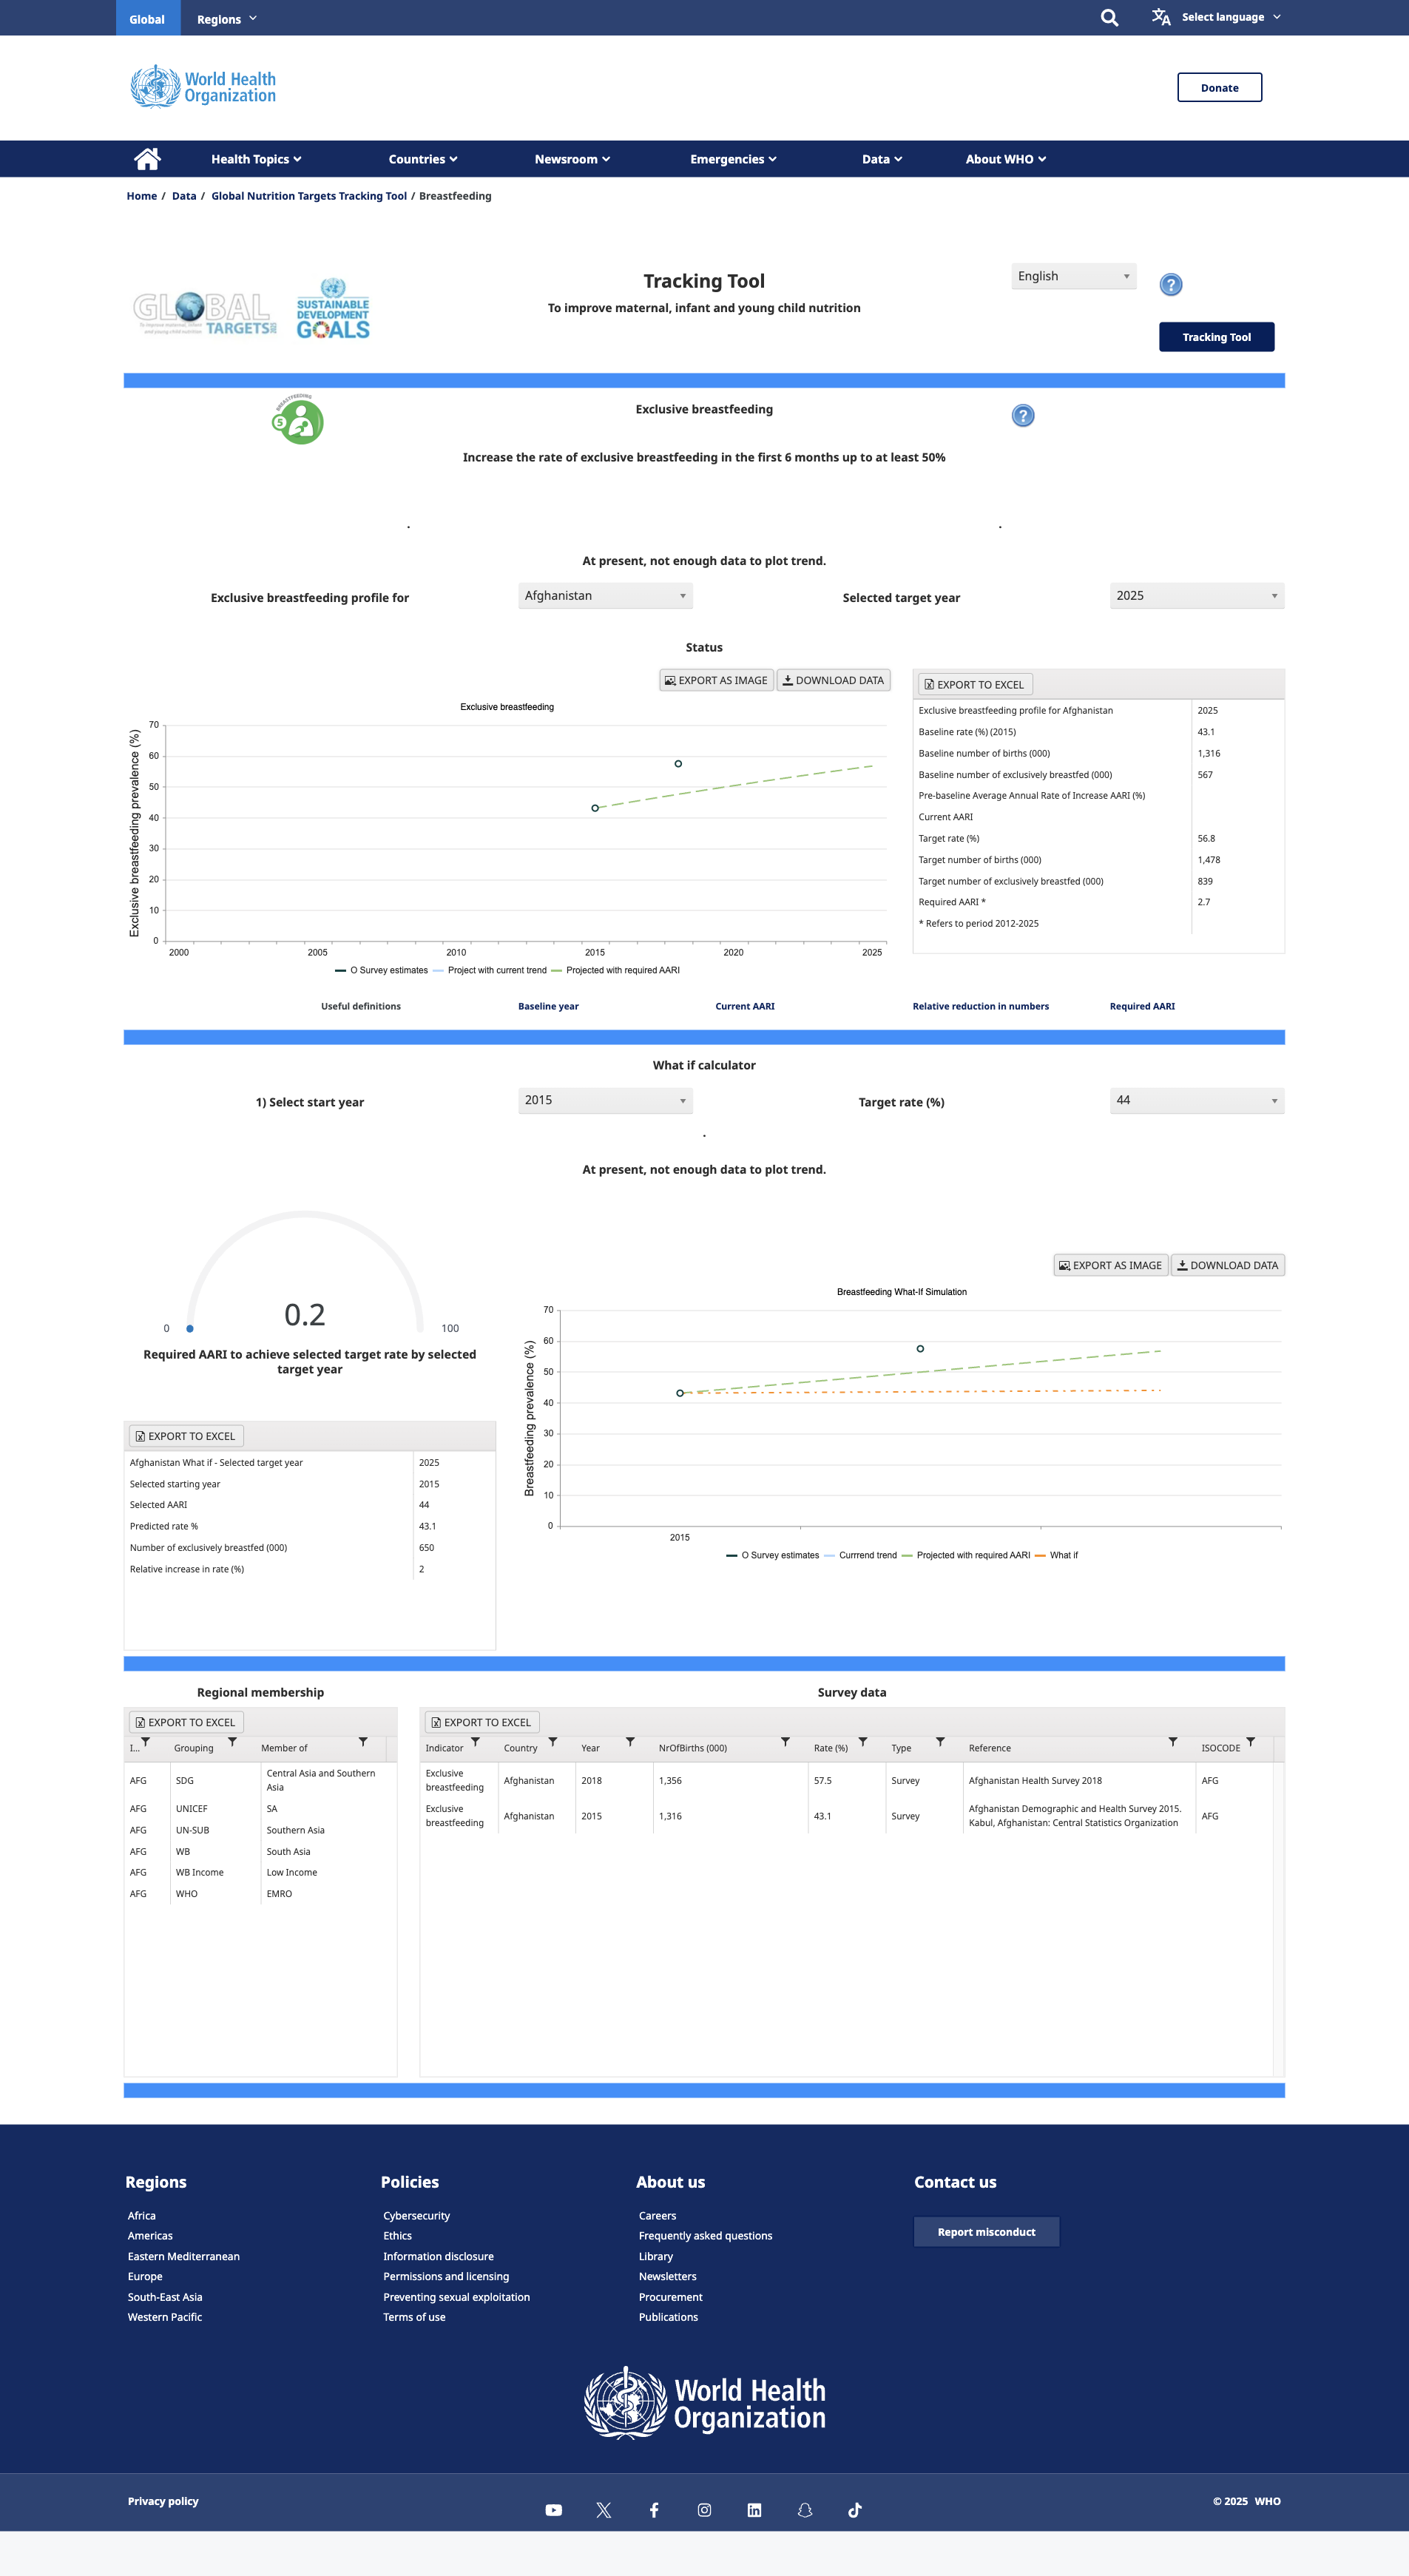 Global
Regions
Select language
World Health
Organization
Donate
Health Topics
Countries
Newsroom
Emergencies
Data
About WHO
Home / Data / Global Nutrition Targets Tracking Tool / Breastfeeding
GLOBAL
TARGETS
To improve maternal, infant
and young child nutrition
SUSTAINABLE
DEVELOPMENT
GOALS
Tracking Tool
To improve maternal, infant and young child nutrition
English
?
Tracking Tool
BREASTFEEDING
5
Exclusive breastfeeding
?
Increase the rate of exclusive breastfeeding in the first 6 months up to at least 50%
. .
At present, not enough data to plot trend.
Exclusive breastfeeding profile for
Afghanistan
Selected target year
2025
Status
EXPORT AS IMAGE
DOWNLOAD DATA
Exclusive breastfeeding
Exclusive breastfeeding prevalence (%)
70
60
50
40
30
20
10
0
2000 2005 2010 2015 2020 2025
O Survey estimates Project with current trend Projected with required AARI
EXPORT TO EXCEL
Exclusive breastfeeding profile for Afghanistan 2025
Baseline rate (%) (2015) 43.1
Baseline number of births (000) 1,316
Baseline number of exclusively breastfed (000) 567
Pre-baseline Average Annual Rate of Increase AARI (%)
Current AARI
Target rate (%) 56.8
Target number of births (000) 1,478
Target number of exclusively breastfed (000) 839
Required AARI * 2.7
* Refers to period 2012-2025
Useful definitions Baseline year Current AARI Relative reduction in numbers Required AARI
What if calculator
1) Select start year
2015
Target rate (%)
44
.
At present, not enough data to plot trend.
0.2
0 100
Required AARI to achieve selected target rate by selected
target year
EXPORT AS IMAGE
DOWNLOAD DATA
Breastfeeding What-If Simulation
Breastfeeding prevalence (%)
70
60
50
40
30
20
10
0
2015
O Survey estimates Currrend trend Projected with required AARI What if
EXPORT TO EXCEL
Afghanistan What if - Selected target year 2025
Selected starting year 2015
Selected AARI 44
Predicted rate % 43.1
Number of exclusively breastfed (000) 650
Relative increase in rate (%) 2
Regional membership
EXPORT TO EXCEL
I... Grouping Member of
AFG SDG Central Asia and Southern
Asia
AFG UNICEF SA
AFG UN-SUB Southern Asia
AFG WB South Asia
AFG WB Income Low Income
AFG WHO EMRO
Survey data
EXPORT TO EXCEL
Indicator Country Year NrOfBirths (000) Rate (%) Type Reference ISOCODE
Exclusive
breastfeeding Afghanistan 2018 1,356 57.5 Survey Afghanistan Health Survey 2018 AFG
Exclusive
breastfeeding Afghanistan 2015 1,316 43.1 Survey Afghanistan Demographic and Health Survey 2015.
Kabul, Afghanistan: Central Statistics Organization AFG
Regions
Africa
Americas
Eastern Mediterranean
Europe
South-East Asia
Western Pacific
Policies
Cybersecurity
Ethics
Information disclosure
Permissions and licensing
Preventing sexual exploitation
Terms of use
About us
Careers
Frequently asked questions
Library
Newsletters
Procurement
Publications
Contact us
Report misconduct
World Health
Organization
Privacy policy
© 2025 WHO